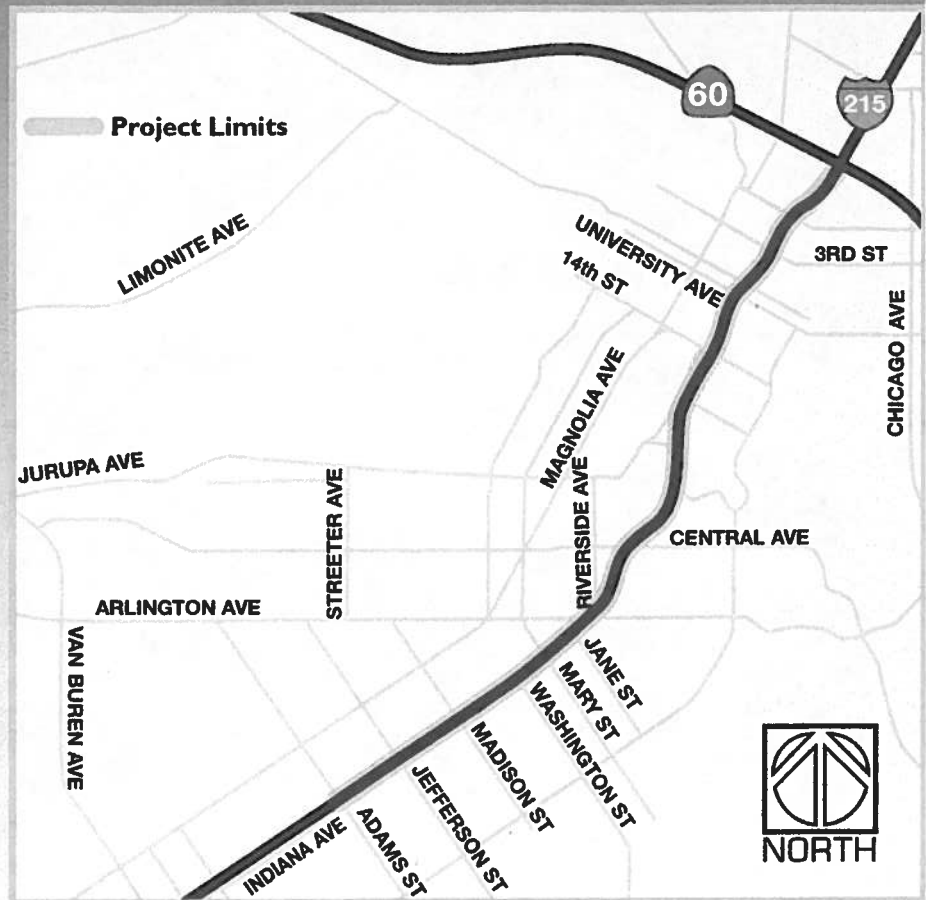 60
215
Project Limits
LIMONITE AVE
UNIVERSITY AVE
14th ST
3RD ST
CHICAGO AVE
MAGNOLIA AVE
JURUPA AVE
STREETER AVE
RIVERSIDE AVE
CENTRAL AVE
ARLINGTON AVE
VAN BUREN AVE
JANE ST
MARY ST
WASHINGTON ST
MADISON ST
JEFFERSON ST
ADAMS ST
INDIANA AVE
NORTH